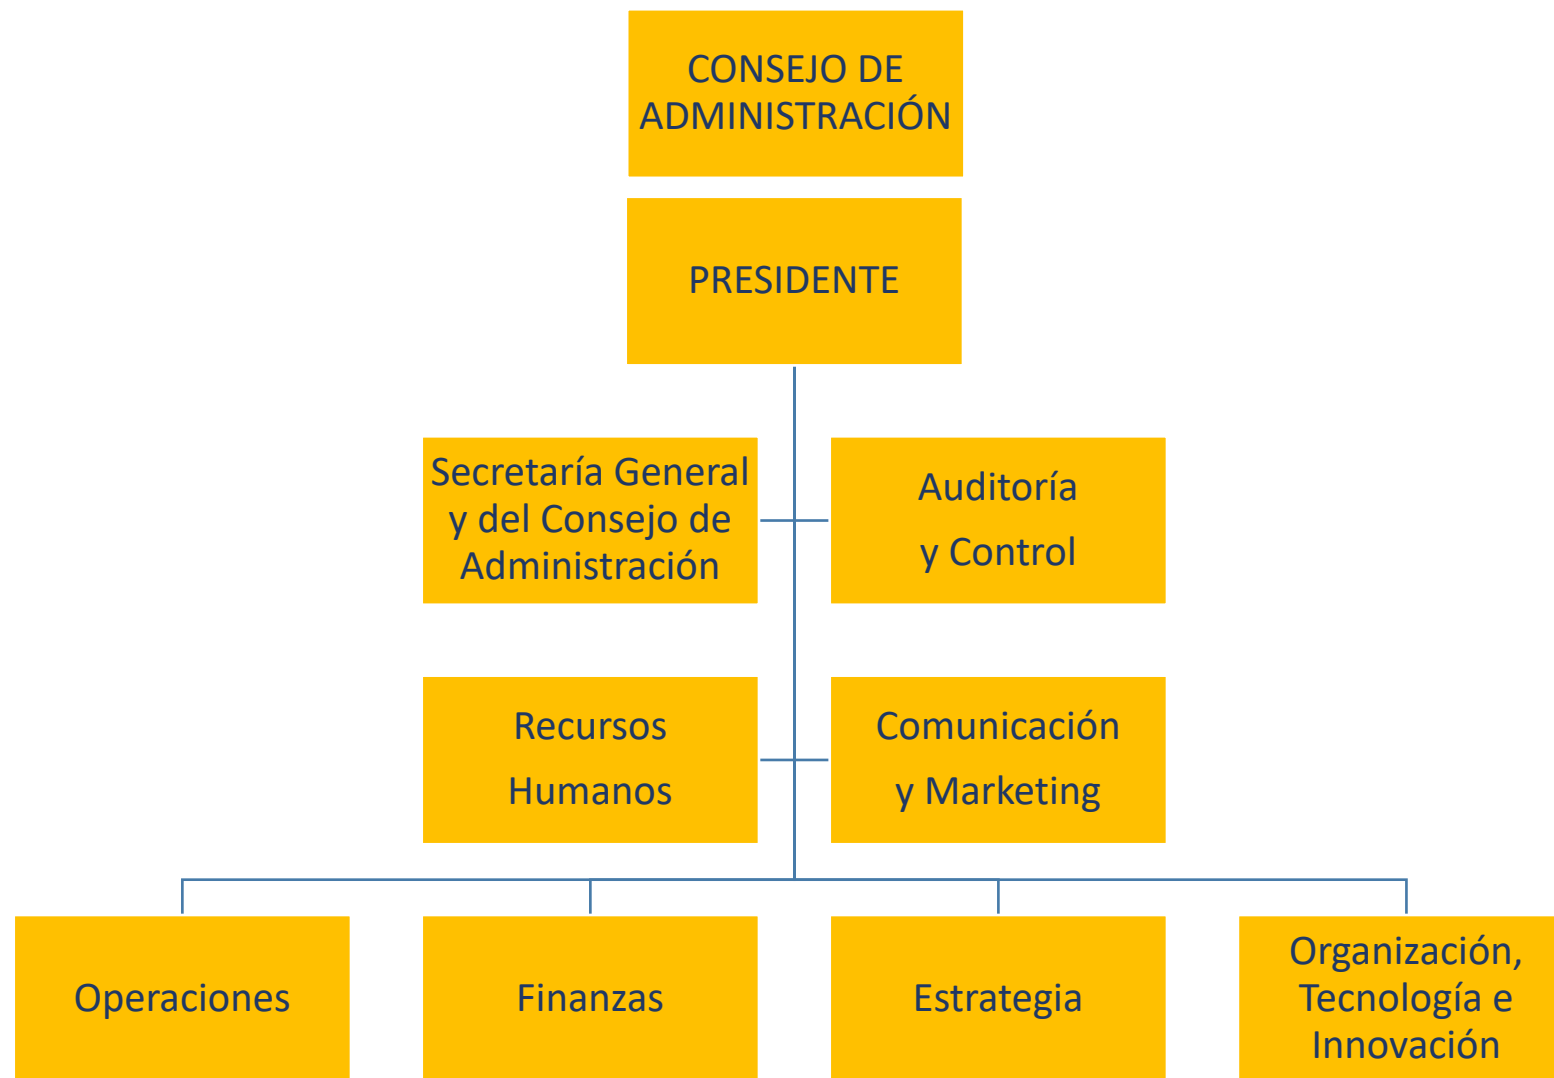 CONSEJO DE
ADMINISTRACIÓN
PRESIDENTE
Secretaría General
y del Consejo de
Administración
Auditoría
y Control
Recursos
Humanos
Comunicación
y Marketing
Operaciones
Finanzas
Estrategia
Organización,
Tecnología e
Innovación